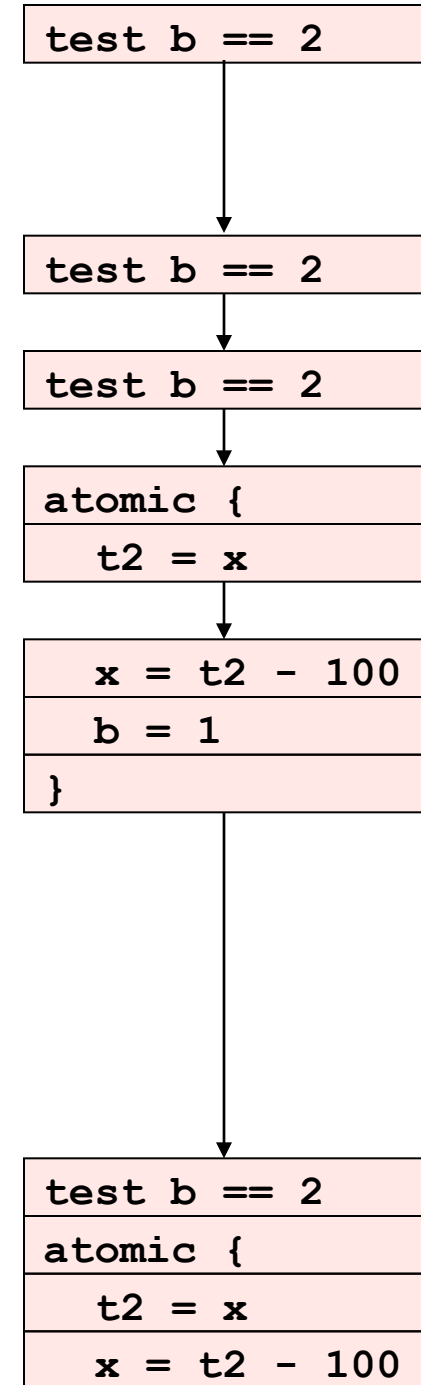 test b == 2
test b == 2
test b == 2
atomic {
t2 = x
x = t2 - 100
b = 1
}
test b == 2
atomic {
t2 = x
x = t2 - 100